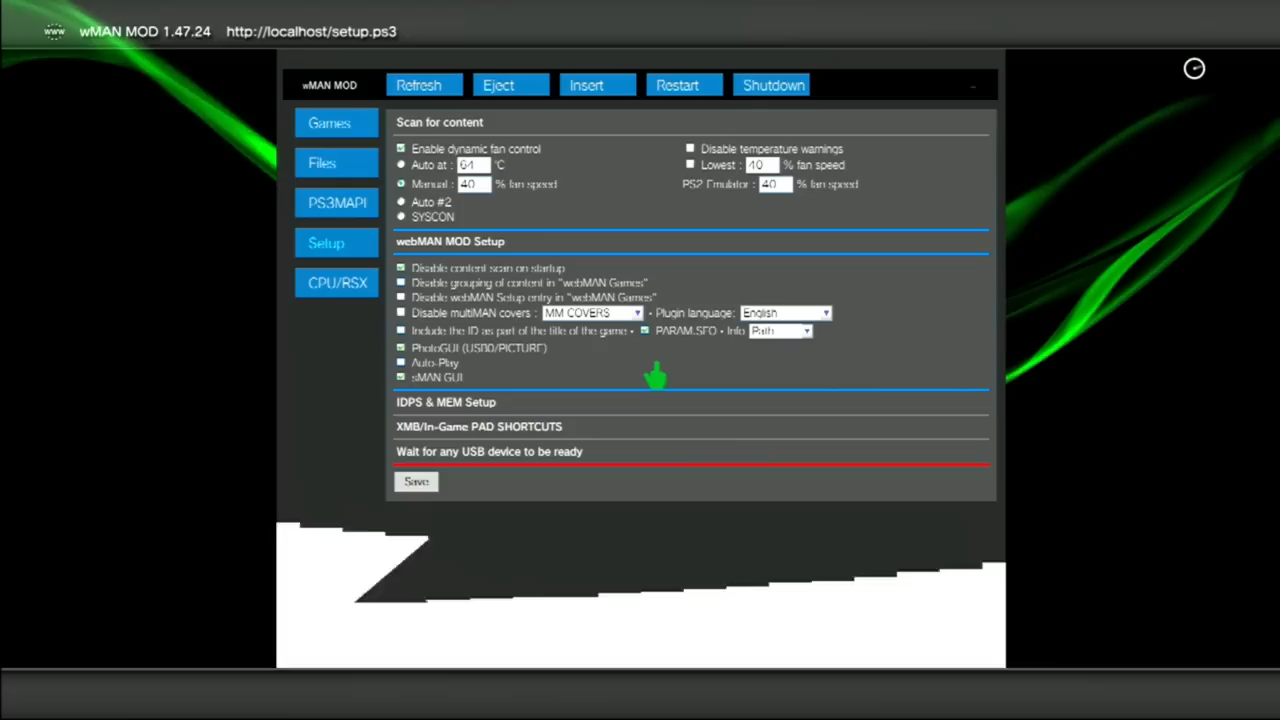 www wMAN MOD 1.47.24 http://localhost/setup.ps3
wMAN MOD Refresh Eject Insert Restart Shutdown
Games
Files
PS3MAPI
Setup
CPU/RSX
Scan for content
Enable dynamic fan control Disable temperature warnings
Auto at : 64 °C Lowest : 40 % fan speed
Manual : 40 % fan speed PS2 Emulator : 40 % fan speed
Auto #2
SYSCON
webMAN MOD Setup
Disable content scan on startup
Disable grouping of content in "webMAN Games"
Disable webMAN Setup entry in "webMAN Games"
Disable multiMAN covers : MM COVERS • Plugin language: English
Include the ID as part of the title of the game • PARAM.SFO • Info Path
PhotoGUI (USB0/PICTURE)
Auto-Play
sMAN GUI
IDPS & MEM Setup
XMB/In-Game PAD SHORTCUTS
Wait for any USB device to be ready
Save